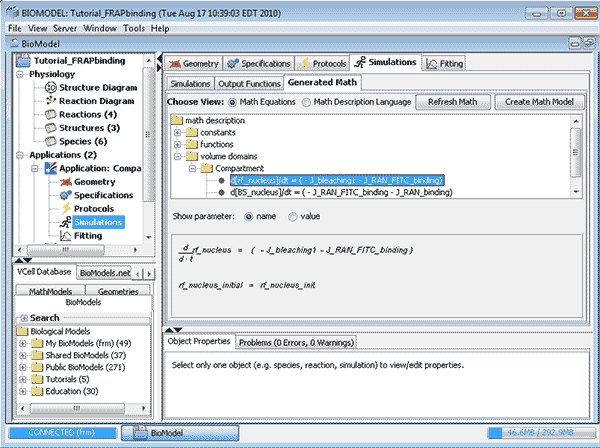 BIOMODEL: Tutorial_FRAPbinding (Tue Aug 17 10:39:03 EDT 2010)
File View Server Window Tools Help
BioModel
Tutorial_FRAPbinding
Physiology
Structure Diagram
Reaction Diagram
Reactions (4)
Structures (3)
Species (6)
Applications (2)
Application: Compa
Geometry
Specifications
Protocols
Simulations
Fitting
VCell Database BioModels.net
MathModels Geometries
BioModels
Search
Biological Models
My BioModels (frm) (49)
Shared BioModels (37)
Public BioModels (271)
Tutorials (5)
Education (30)
Geometry Specifications Protocols Simulations Fitting
Simulations Output Functions Generated Math
Choose View: Math Equations Math Description Language Refresh Math Create Math Model
math description
constants
functions
volume domains
Compartment
d[rf_nucleus]/dt = ( - J_bleaching1 - J_RAN_FITC_binding)
d[BS_nucleus]/dt = ( - J_RAN_FITC_binding - J_RAN_binding)
Show parameter: name value
d
rf_nucleus = ( - J_bleaching1 - J_RAN_FITC_binding )
d · t
rf_nucleus_initial = rf_nucleus_init
Object Properties Problems (0 Errors, 0 Warnings)
Select only one object (e.g. species, reaction, simulation) to view/edit properties.
CONNECTED (frm) BioModel 46.6MB / 292.9MB